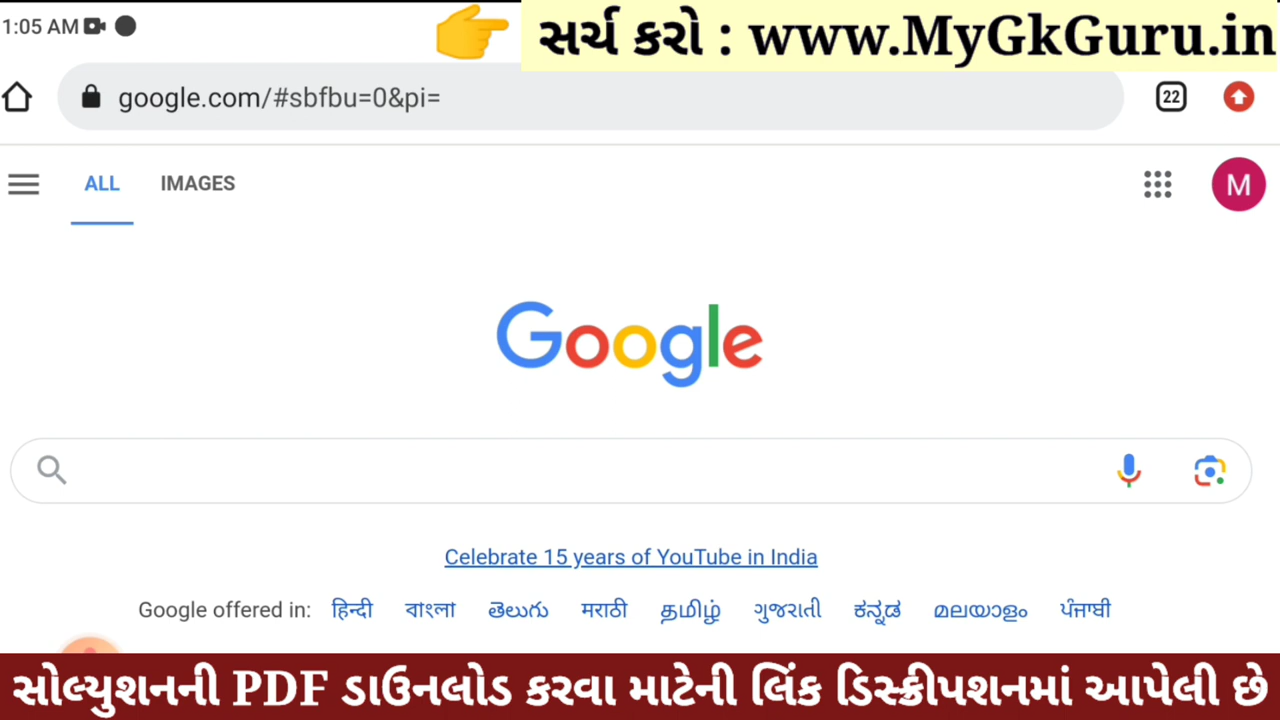 1:05 AM
સર્ચ કરો : www.MyGkGuru.in
google.com/#sbfbu=0&pi=
22
ALL IMAGES
M
Google
Celebrate 15 years of YouTube in India
Google offered in: हिन्दी বাংলা తెలుగు मराठी தமிழ் ગુજરાતી ಕನ್ನಡ മലയാളം ਪੰਜਾਬੀ
સોલ્યુશનની PDF ડાઉનલોડ કરવા માટેની લિંક ડિસ્ક્રીપશનમાં આપેલી છે